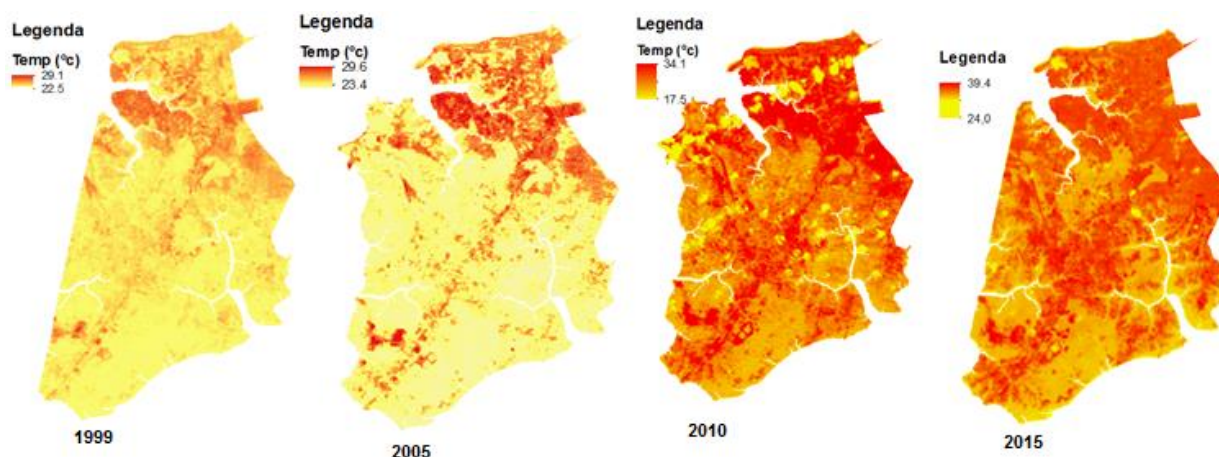 Legenda
Temp (°c)
29.1
22.5
1999
Legenda
Temp (°c)
29.6
23.4
2005
Legenda
Temp (°c)
34.1
17.5
2010
Legenda
39.4
24,0
2015